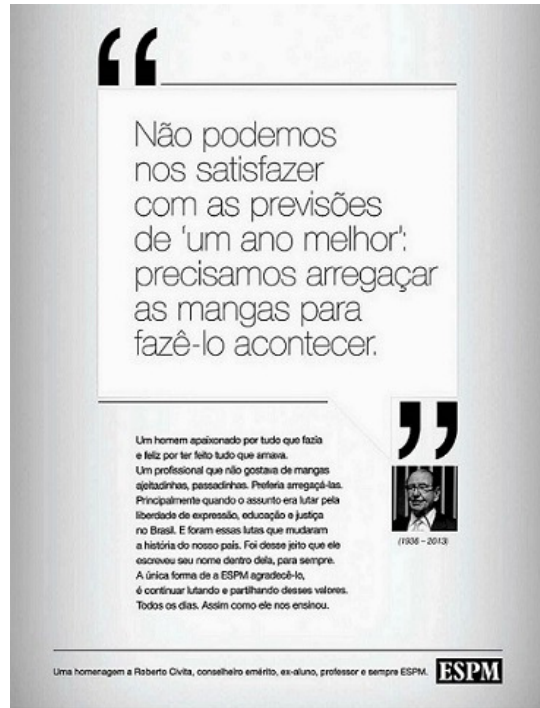 “
Não podemos
nos satisfazer
com as previsões
de 'um ano melhor':
precisamos arregaçar
as mangas para
fazê-lo acontecer.
”
Um homem apaixonado por tudo que fazia
e feliz por ter feito tudo que amava.
Um profissional que não gostava de mangas
ajeitadinhas, passadinhas. Preferia arregaçá-las.
Principalmente quando o assunto era lutar pela
liberdade de expressão, educação e justiça
no Brasil. E foram essas lutas que mudaram
a história do nosso país. Foi desse jeito que ele
escreveu seu nome dentro dela, para sempre.
A única forma de a ESPM agradecê-lo,
é continuar lutando e partilhando desses valores.
Todos os dias. Assim como ele nos ensinou.
(1936 – 2013)
Uma homenagem a Roberto Civita, conselheiro emérito, ex-aluno, professor e sempre ESPM.
ESPM